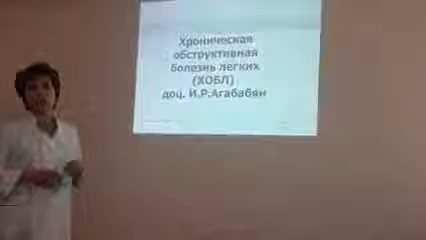 Хроническая
обструктивная
болезнь легких
(ХОБЛ)
доц. И.Р.Агабабян